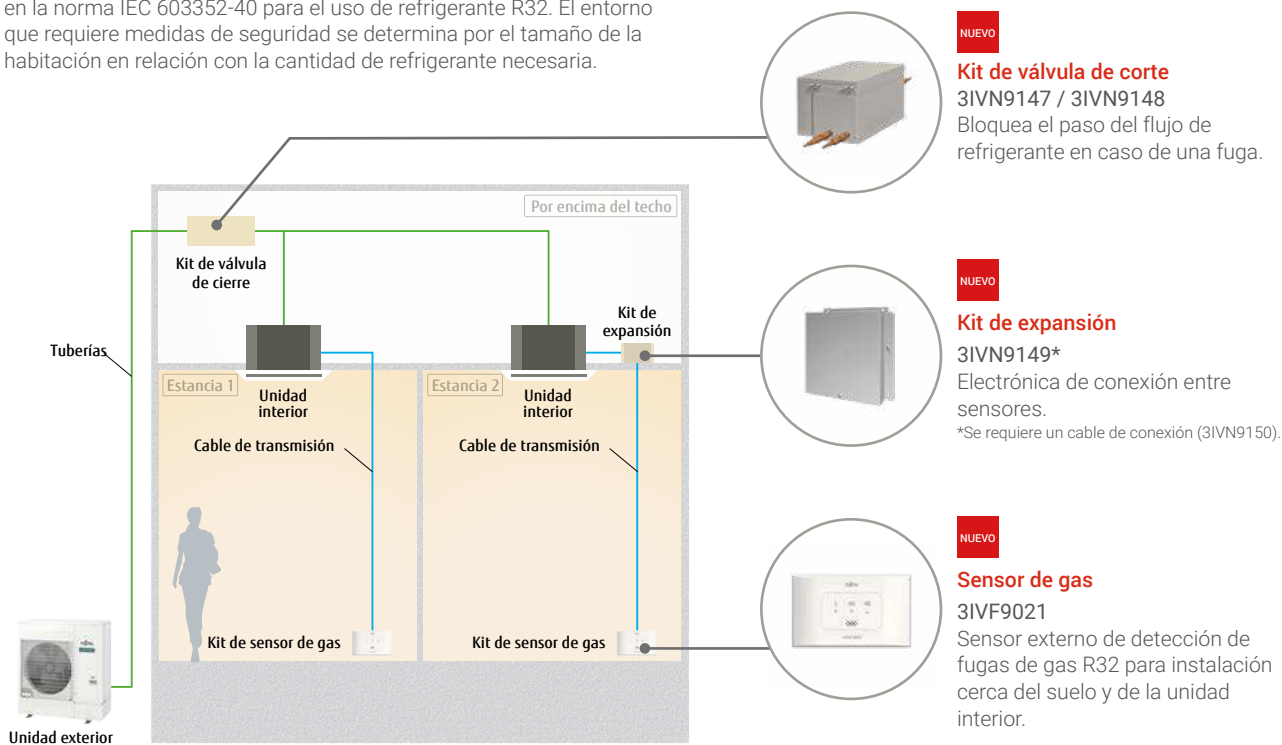 en la norma IEC 603352-40 para el uso de refrigerante R32. El entorno
que requiere medidas de seguridad se determina por el tamaño de la
habitación en relación con la cantidad de refrigerante necesaria.
NUEVO
Kit de válvula de corte
3IVN9147 / 3IVN9148
Bloquea el paso del flujo de
refrigerante en caso de una fuga.
Por encima del techo
Kit de válvula
de cierre
Kit de
expansión
Tuberías
Estancia 1
Unidad
interior
Estancia 2
Unidad
interior
Cable de transmisión
Cable de transmisión
Kit de sensor de gas
Kit de sensor de gas
Unidad exterior
NUEVO
Kit de expansión
3IVN9149*
Electrónica de conexión entre
sensores.
*Se requiere un cable de conexión (3IVN9150).
NUEVO
Sensor de gas
3IVF9021
Sensor externo de detección de
fugas de gas R32 para instalación
cerca del suelo y de la unidad
interior.